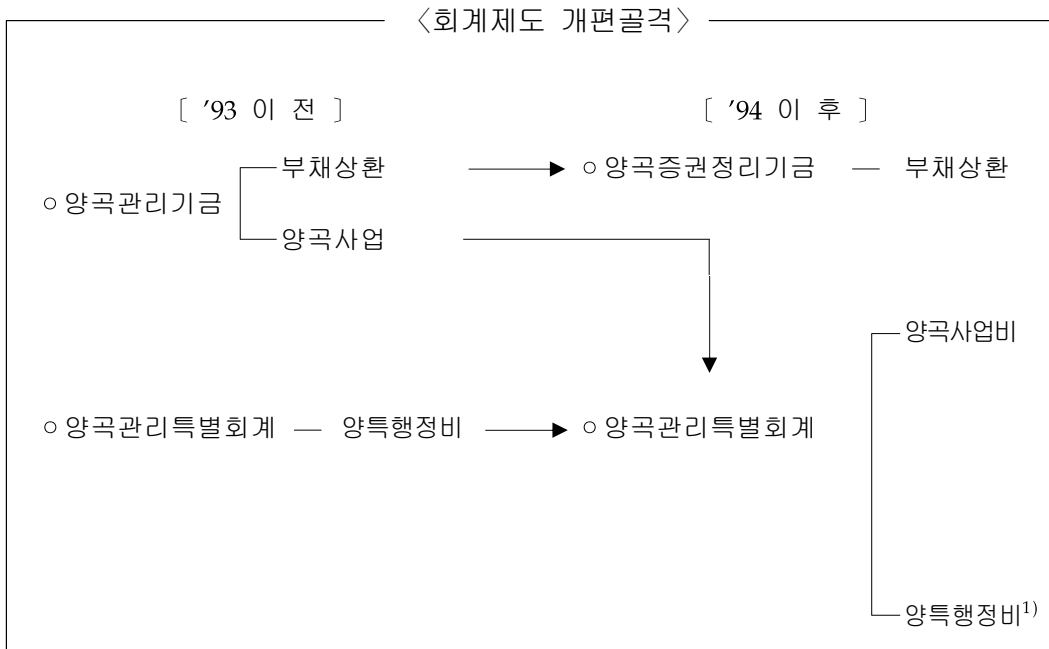 〈회계제도 개편골격〉
[ '93 이 전 ] [ '94 이 후 ]
부채상환 ○ 양곡증권정리기금 — 부채상환
○ 양곡관리기금
양곡사업
양곡사업비
○ 양곡관리특별회계 — 양특행정비 ○ 양곡관리특별회계
양특행정비1)